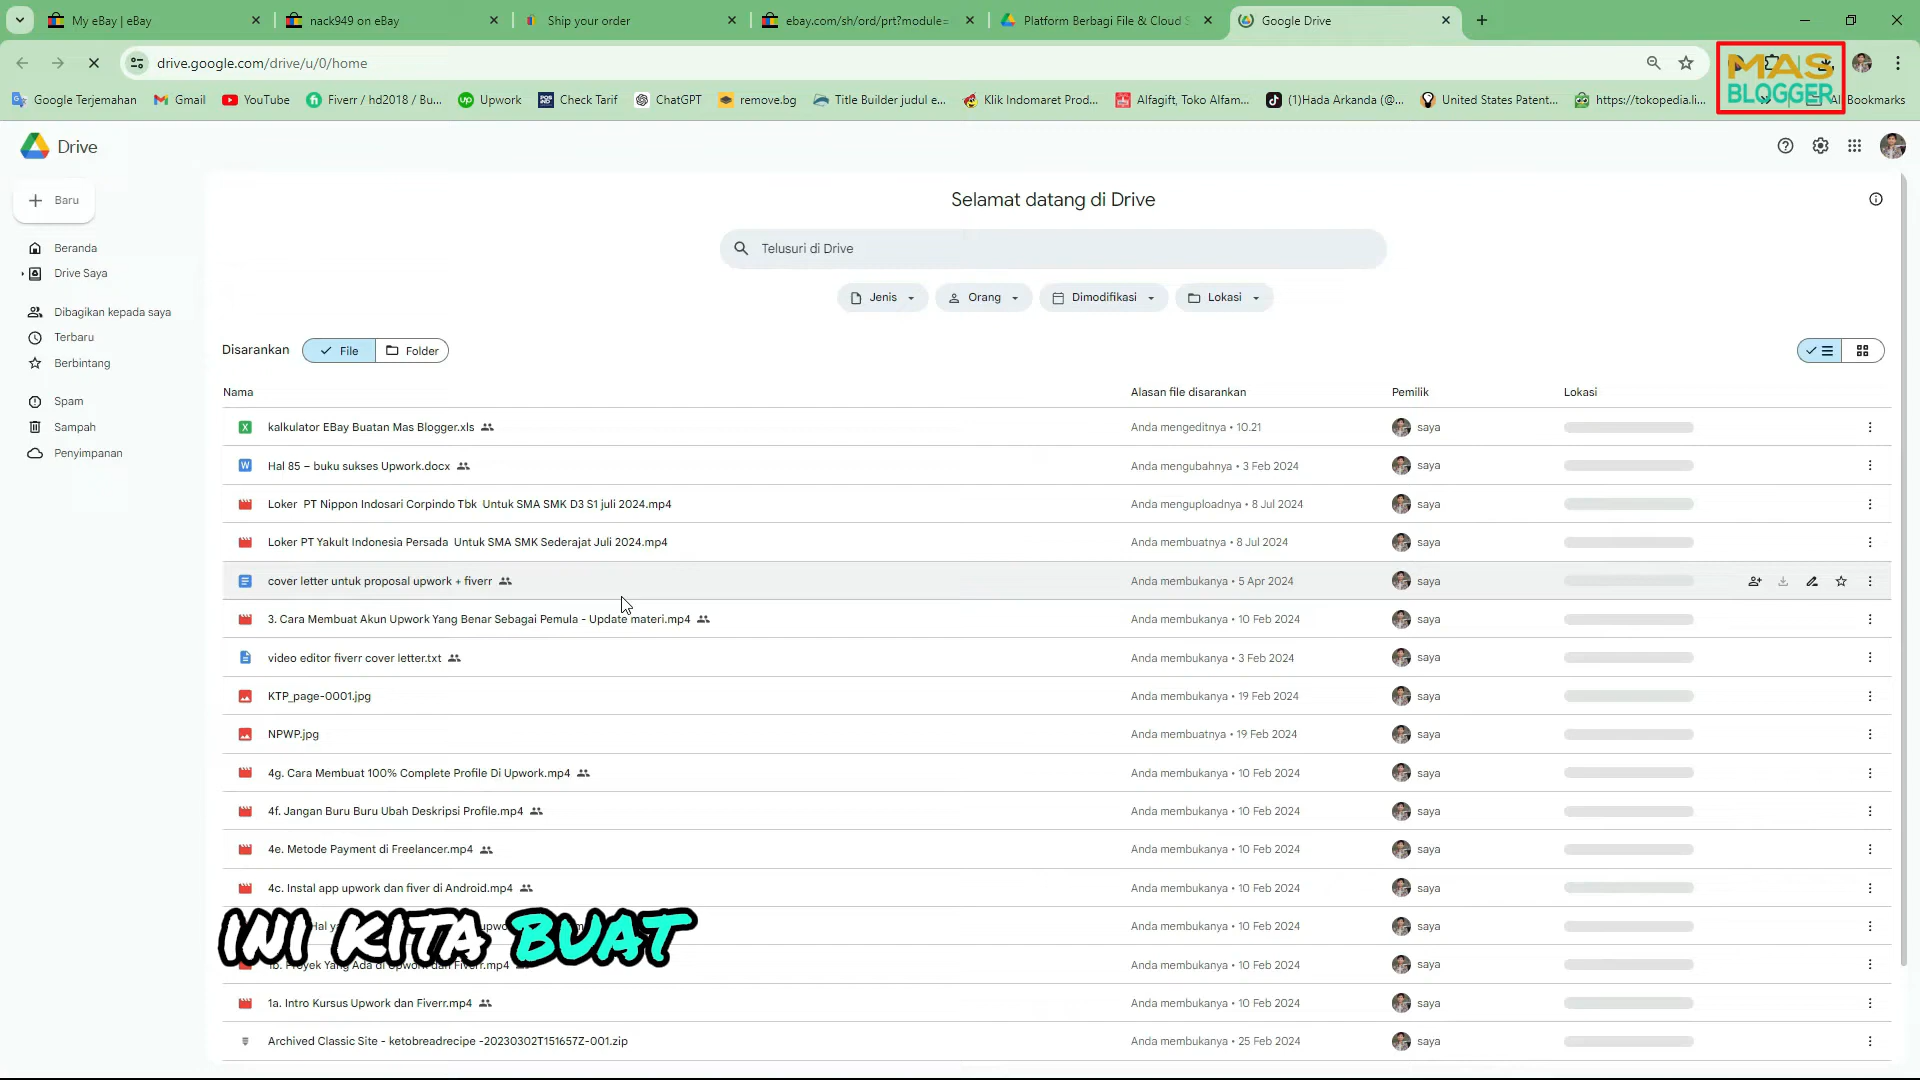 My eBay | eBay
nack949 on eBay
Ship your order
ebay.com/sh/ord/prt?module=
Platform Berbagi File & Cloud S
Google Drive
drive.google.com/drive/u/0/home
MAS
BLOGGER
Google Terjemahan
Gmail
YouTube
Fiverr / hd2018 / Bu...
Upwork
Check Tarif
ChatGPT
remove.bg
Title Builder judul e...
Klik Indomaret Prod...
Alfagift, Toko Alfam...
(1)Hada Arkanda (@...
United States Patent...
https://tokopedia.li...
Bookmarks
Drive
Selamat datang di Drive
Baru
Telusuri di Drive
Beranda
Drive Saya
Dibagikan kepada saya
Terbaru
Berbintang
Spam
Sampah
Penyimpanan
Jenis
Orang
Dimodifikasi
Lokasi
Disarankan
File
Folder
Nama
Alasan file disarankan
Pemilik
Lokasi
kalkulator EBay Buatan Mas Blogger.xls Anda mengeditnya • 10.21 saya
Hal 85 – buku sukses Upwork.docx Anda mengubahnya • 3 Feb 2024 saya
Loker PT Nippon Indosari Corpindo Tbk Untuk SMA SMK D3 S1 juli 2024.mp4 Anda menguploadnya • 8 Jul 2024 saya
Loker PT Yakult Indonesia Persada Untuk SMA SMK Sederajat Juli 2024.mp4 Anda membuatnya • 8 Jul 2024 saya
cover letter untuk proposal upwork + fiverr Anda membukanya • 5 Apr 2024 saya
3. Cara Membuat Akun Upwork Yang Benar Sebagai Pemula - Update materi.mp4 Anda membukanya • 10 Feb 2024 saya
video editor fiverr cover letter.txt Anda membukanya • 3 Feb 2024 saya
KTP_page-0001.jpg Anda membukanya • 19 Feb 2024 saya
NPWP.jpg Anda membuatnya • 19 Feb 2024 saya
4g. Cara Membuat 100% Complete Profile Di Upwork.mp4 Anda membukanya • 10 Feb 2024 saya
4f. Jangan Buru Buru Ubah Deskripsi Profile.mp4 Anda membukanya • 10 Feb 2024 saya
4e. Metode Payment di Freelancer.mp4 Anda membukanya • 10 Feb 2024 saya
4c. Instal app upwork dan fiver di Android.mp4 Anda membukanya • 10 Feb 2024 saya
INI KITA BUAT
Anda membukanya • 10 Feb 2024 saya
1b. Proyek Yang Ada di Upwork dan Fiverr.mp4 Anda membukanya • 10 Feb 2024 saya
1a. Intro Kursus Upwork dan Fiverr.mp4 Anda membukanya • 10 Feb 2024 saya
Archived Classic Site - ketobreadrecipe -20230302T151657Z-001.zip Anda membukanya • 25 Feb 2024 saya